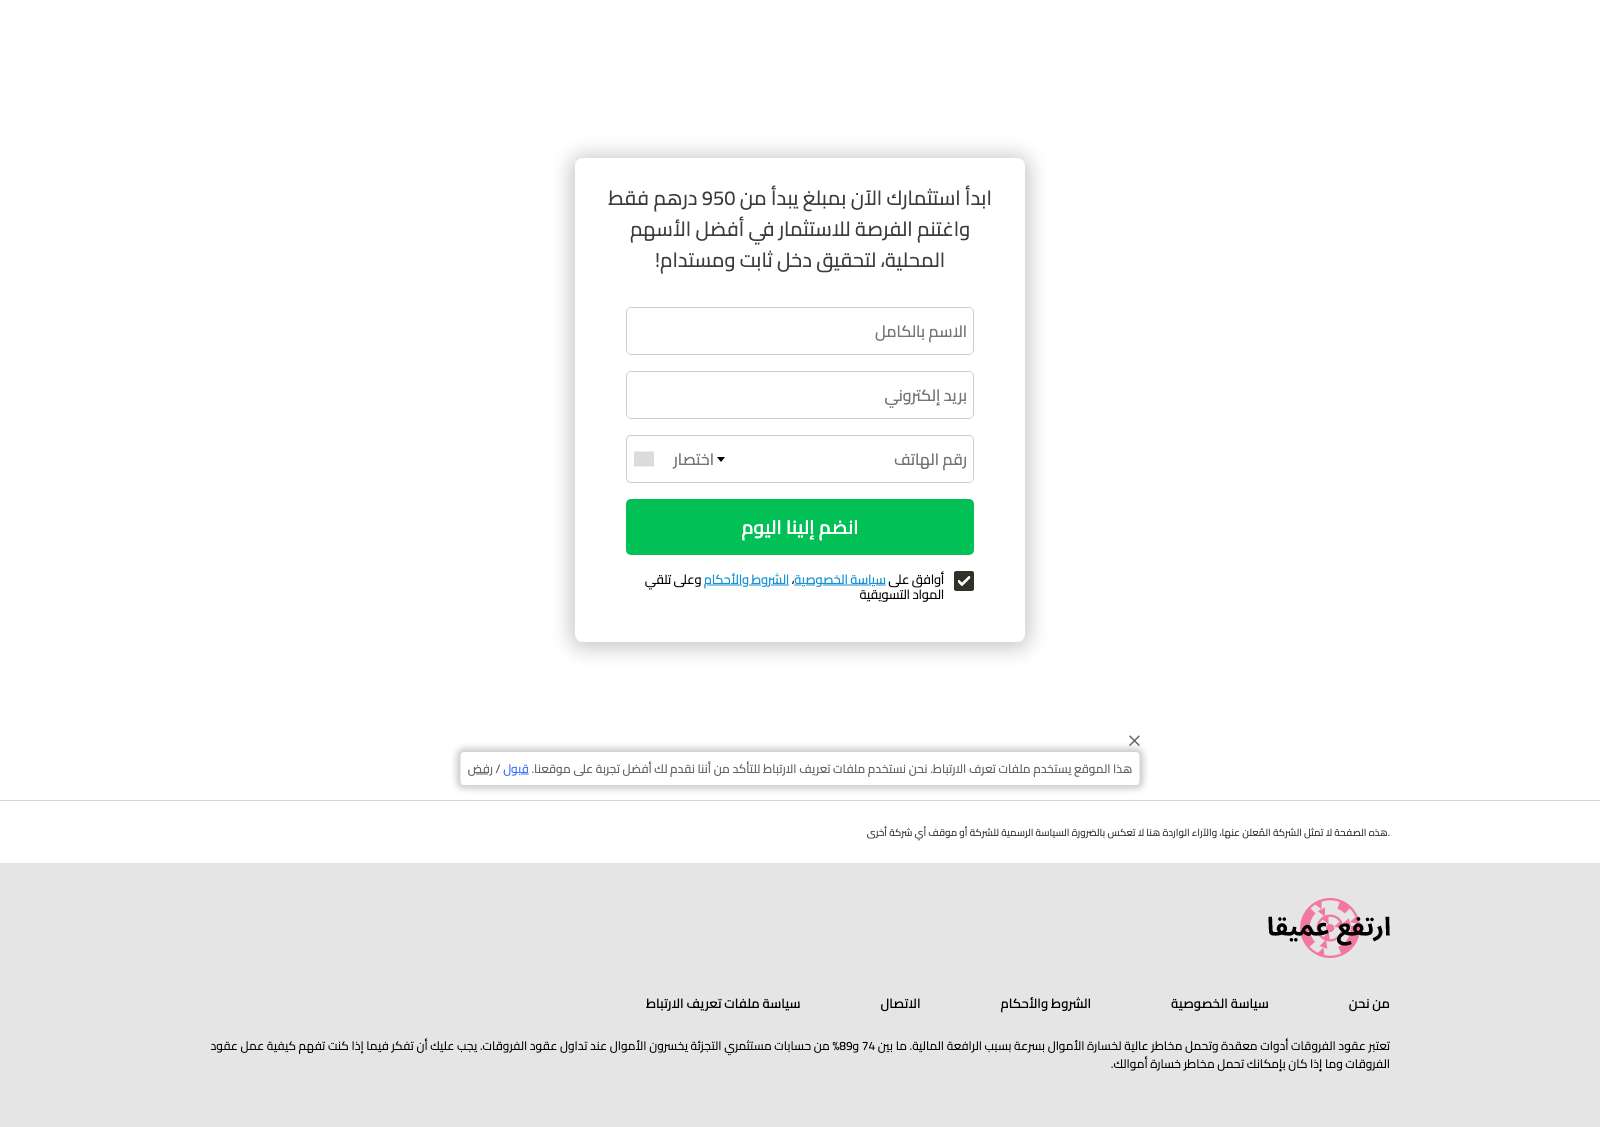 ابدأ استثمارك الآن بمبلغ يبدأ من 950 درهم فقط
واغتنم الفرصة للاستثمار في أفضل الأسهم
المحلية، لتحقيق دخل ثابت ومستدام!
الاسم بالكامل
بريد إلكتروني
رقم الهاتف
اختصار
انضم إلينا اليوم
أوافق على سياسة الخصوصية، الشروط والأحكام وعلى تلقي
المواد التسويقية
هذا الموقع يستخدم ملفات تعرف الارتباط. نحن نستخدم ملفات تعريف الارتباط للتأكد من أننا نقدم لك أفضل تجربة على موقعنا. قبول / رفض
.هذه الصفحة لا تمثل الشركة المُعلن عنها، والآراء الواردة هنا لا تعكس بالضرورة السياسة الرسمية للشركة أو موقف أي شركة أخرى
ارتفع عميقا
من نحن
سياسة الخصوصية
الشروط والأحكام
الاتصال
سياسة ملفات تعريف الارتباط
تعتبر عقود الفروقات أدوات معقدة وتحمل مخاطر عالية لخسارة الأموال بسرعة بسبب الرافعة المالية. ما بين 74 و89% من حسابات مستثمري التجزئة يخسرون الأموال عند تداول عقود الفروقات. يجب عليك أن تفكر فيما إذا كنت تفهم كيفية عمل عقود
الفروقات وما إذا كان بإمكانك تحمل مخاطر خسارة أموالك.